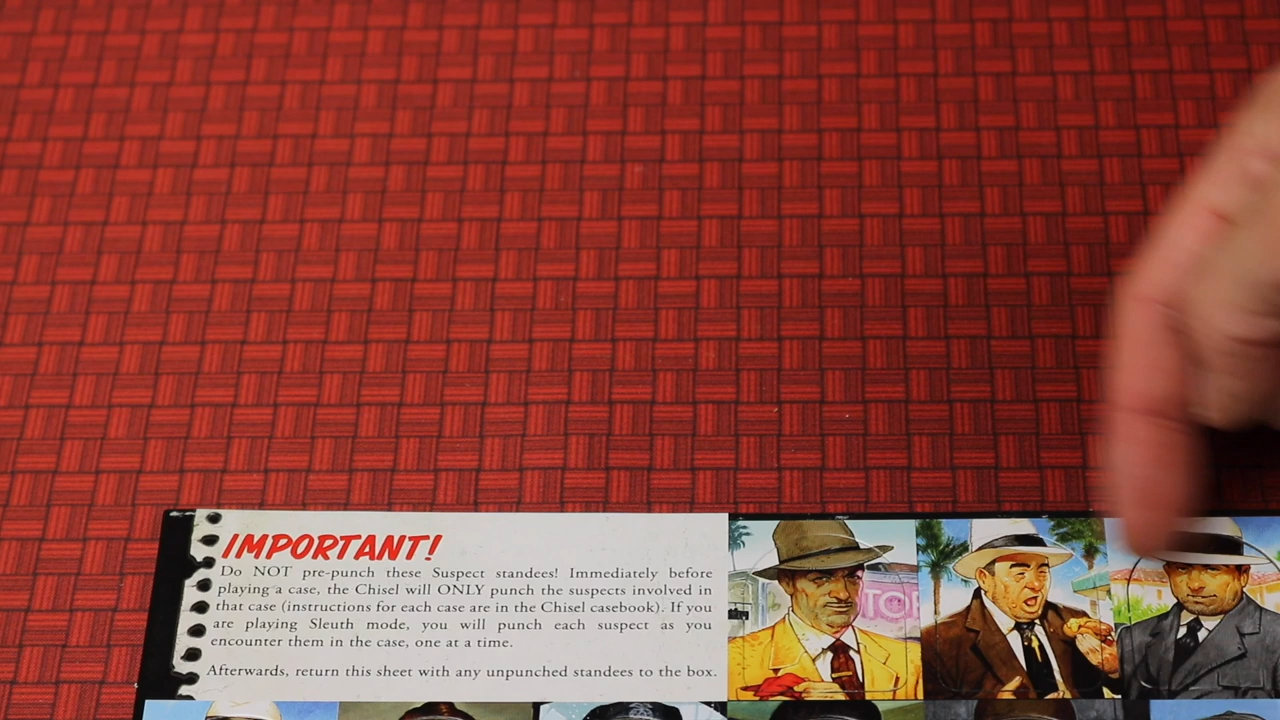 IMPORTANT!
Do NOT pre-punch these Suspect standees! Immediately before
playing a case, the Chisel will ONLY punch the suspects involved in
that case (instructions for each case are in the Chisel casebook). If you
are playing Sleuth mode, you will punch each suspect as you
encounter them in the case, one at a time.
Afterwards, return this sheet with any unpunched standees to the box.